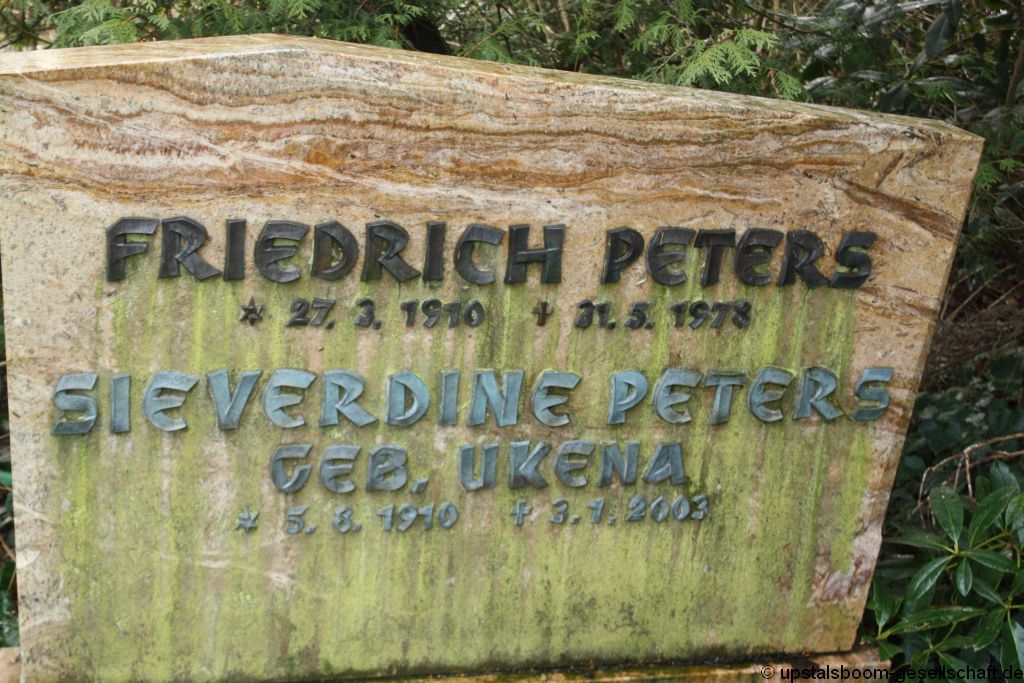 FRIEDRICH PETERS
* 27. 3. 1910 † 31. 5. 1978
SIEVERDINE PETERS
GEB. UKENA
* 5. 8. 1910 † 3. 1. 2003
© upstalsboom-gesellschaft.de